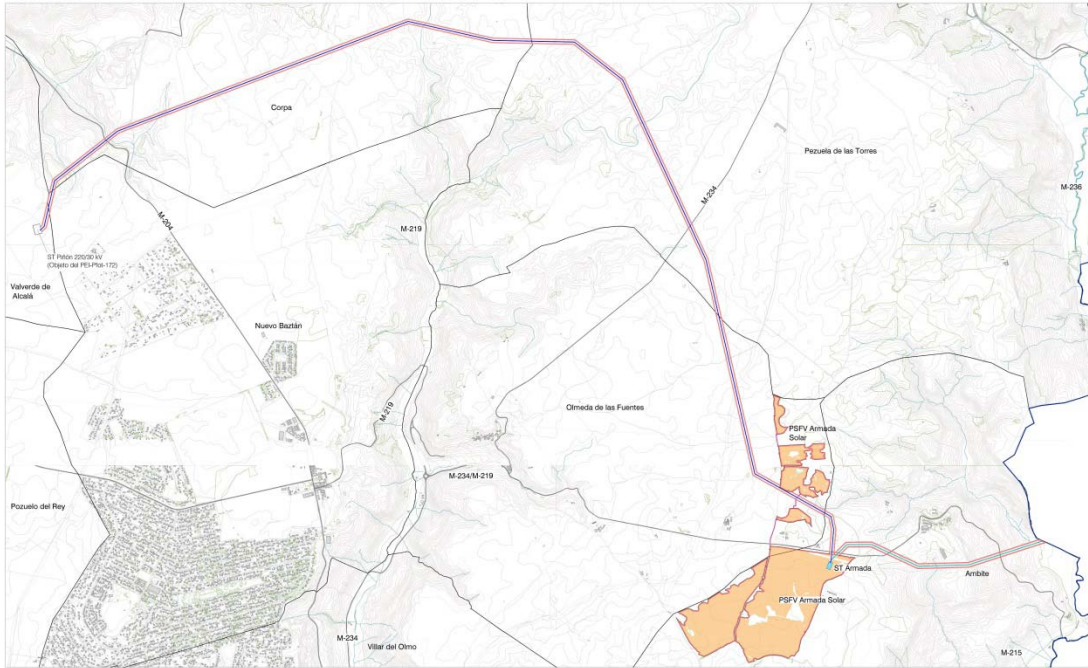 Corpa
Pezuela de las Torres
M-236
M-234
M-204
M-219
ST Piñón 220/30 kV
(Objeto del PEI-Pfot-172)
Valverde de
Alcalá
Nuevo Baztán
Olmeda de las Fuentes
M-219
PSFV Armada
Solar
M-234/M-219
Pozuelo del Rey
ST Armada
Ambite
PSFV Armada Solar
M-234
Villar del Olmo
M-215